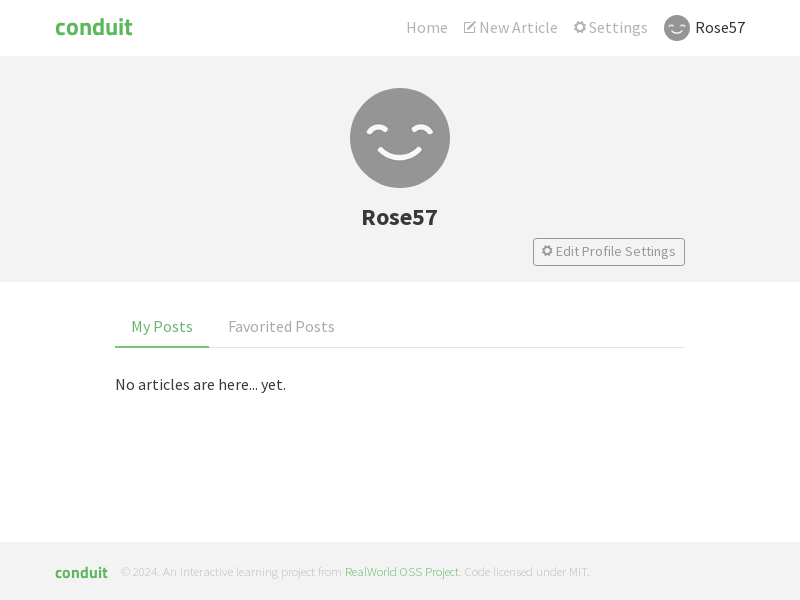 conduit
Home New Article Settings Rose57
Rose57
Edit Profile Settings
My Posts Favorited Posts
No articles are here... yet.
conduit © 2024. An interactive learning project from RealWorld OSS Project. Code licensed under MIT.